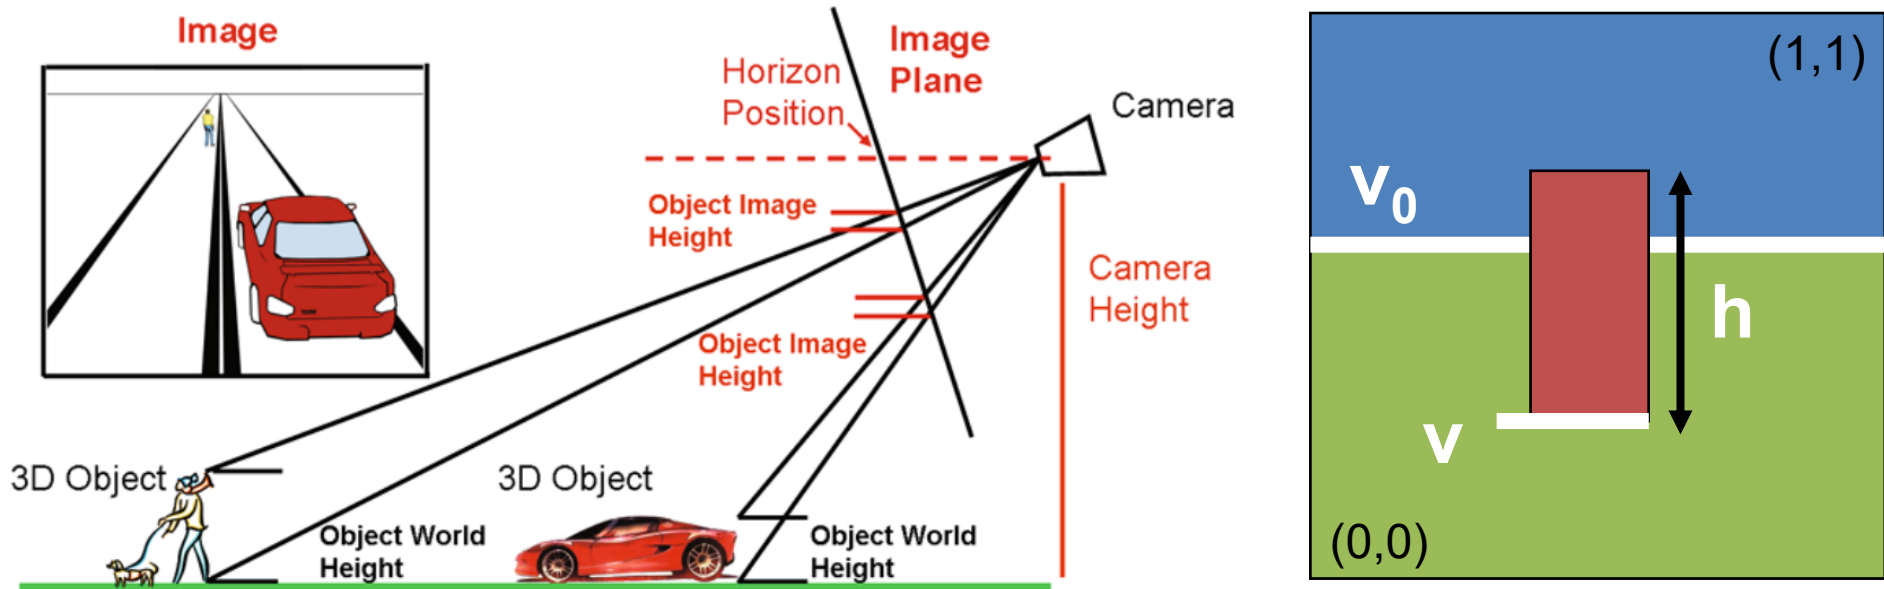 Image
Horizon
Position
Image
Plane
Camera
Object Image
Height
Object Image
Height
Camera
Height
3D Object
3D Object
Object World
Height
Object World
Height
(1,1)
v0
h
v
(0,0)